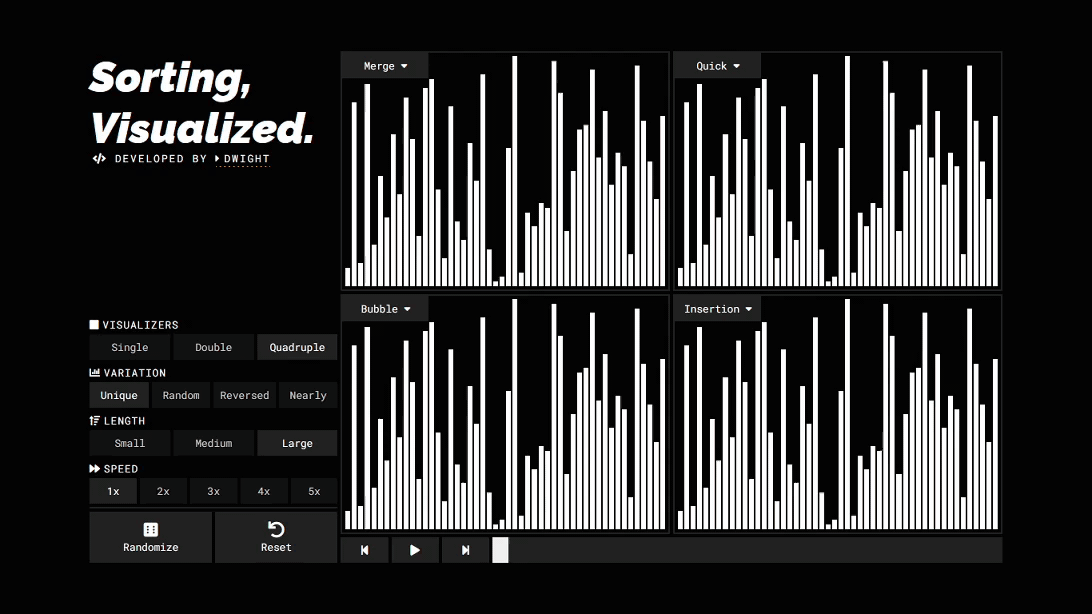 Sorting,
Visualized.
DEVELOPED BY DWIGHT
VISUALIZERS
Single Double Quadruple
VARIATION
Unique Random Reversed Nearly
LENGTH
Small Medium Large
SPEED
1x 2x 3x 4x 5x
Randomize Reset
Merge
Quick
Bubble
Insertion